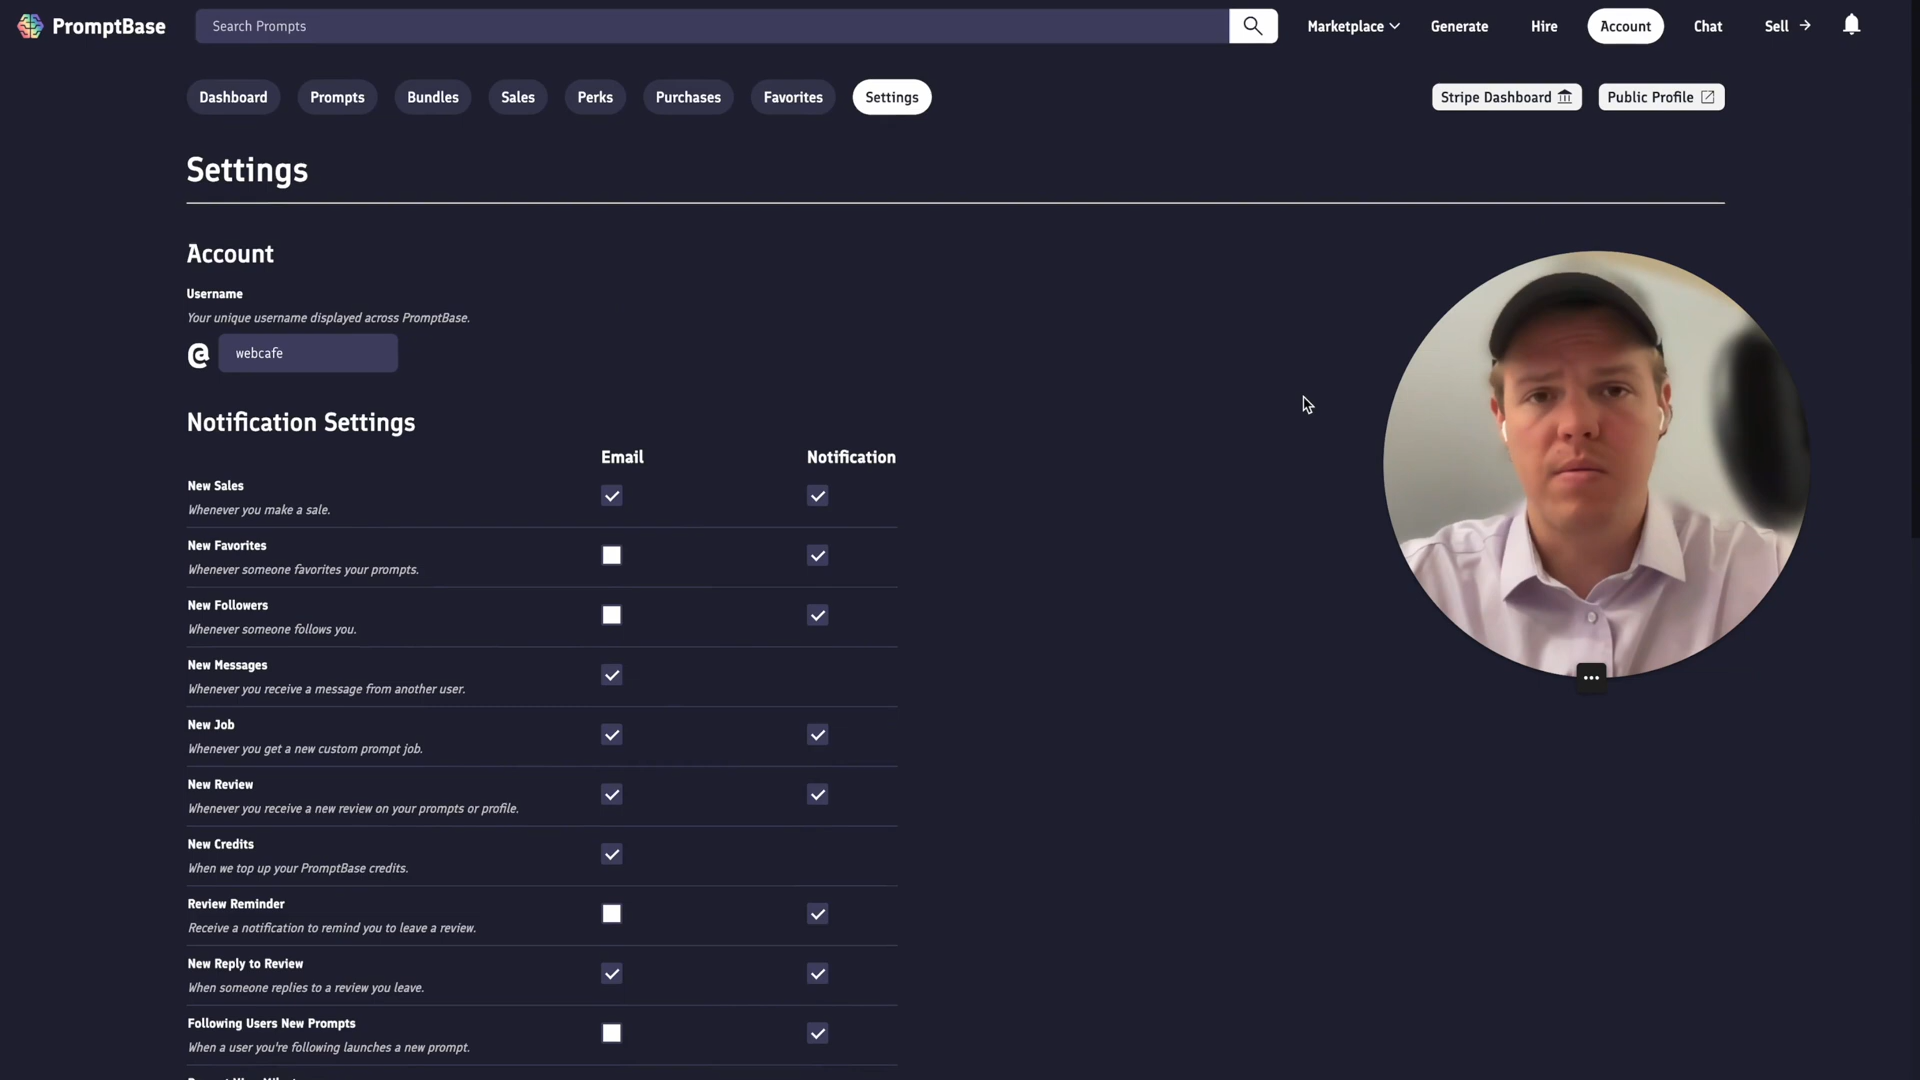 PromptBase
Search Prompts
Marketplace
Generate
Hire
Account
Chat
Sell
Dashboard
Prompts
Bundles
Sales
Perks
Purchases
Favorites
Settings
Stripe Dashboard
Public Profile
Settings
Account
Username
Your unique username displayed across PromptBase.
@ webcafe
Notification Settings
Email Notification
New Sales
Whenever you make a sale.
New Favorites
Whenever someone favorites your prompts.
New Followers
Whenever someone follows you.
New Messages
Whenever you receive a message from another user.
New Job
Whenever you get a new custom prompt job.
New Review
Whenever you receive a new review on your prompts or profile.
New Credits
When we top up your PromptBase credits.
Review Reminder
Receive a notification to remind you to leave a review.
New Reply to Review
When someone replies to a review you leave.
Following Users New Prompts
When a user you're following launches a new prompt.